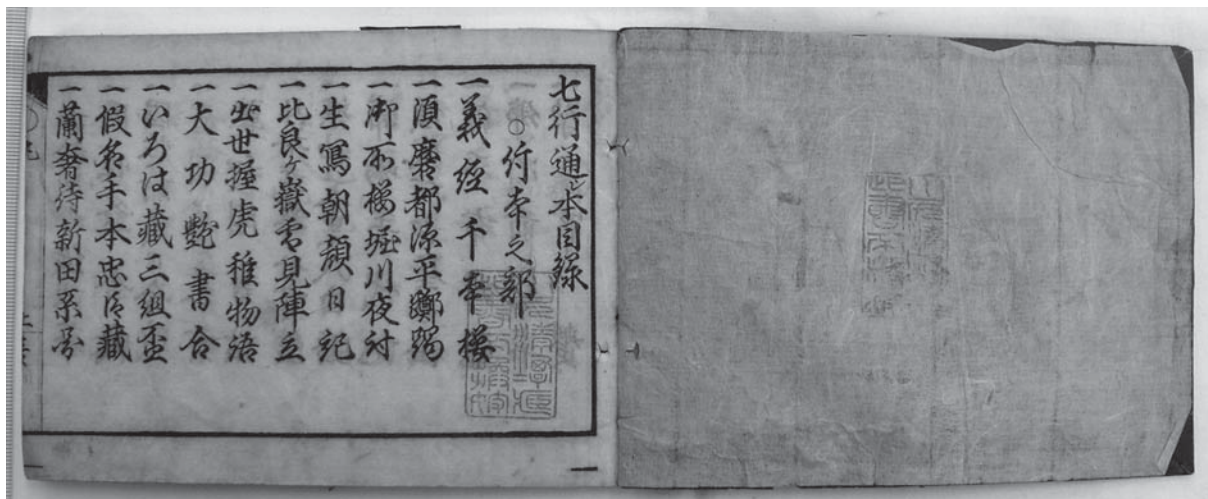 七行通シ本目録
○付本之部
一義経千本桜
一須磨都源平躑躅
一御所桜堀川夜討
一生写朝顔日記
一比良ヶ嶽雪見陣立
一出世握虎稚物語
一大功艶書合
一いろは蔵三組盃
一仮名手本忠臣蔵
一蘭奢待新田系図